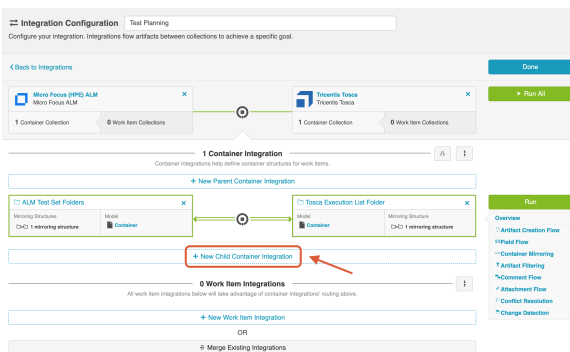 Integration Configuration Test Planning
Configure your integration. Integrations flow artifacts between collections to achieve a specific goal.
Back to Integrations
Done
Micro Focus (HPE) ALM
Micro Focus ALM
1 Container Collection 0 Work Item Collections
Tricentis Tosca
Tricentis Tosca
1 Container Collection 0 Work Item Collections
Run All
1 Container Integration
Container integrations help define container structures for work items.
+ New Parent Container Integration
ALM Test Set Folders
Mirroring Structures Model
1 mirroring structure Container
Tosca Execution List Folder
Model Mirroring Structure
Container 1 mirroring structure
+ New Child Container Integration
Run
Overview
Artifact Creation Flow
Field Flow
Container Mirroring
Artifact Filtering
Comment Flow
Attachment Flow
Conflict Resolution
Change Detection
0 Work Item Integrations
All work item integrations below will take advantage of container integrations' routing above.
+ New Work Item Integration
OR
Merge Existing Integrations